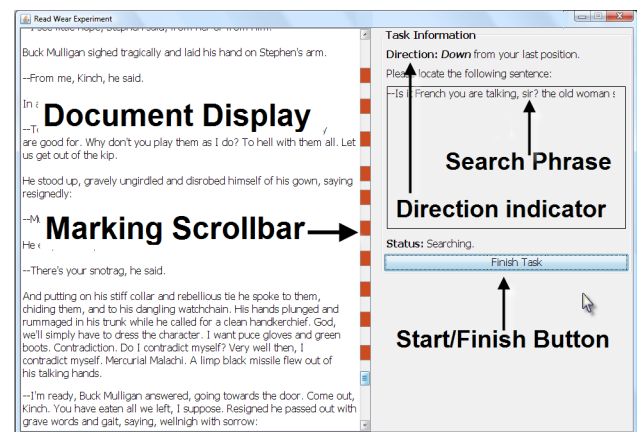 Read Wear Experiment
Buck Mulligan sighed tragically and laid his hand on Stephen's arm.
--From me, Kinch, he said.
In a
Document Display
--T
are good for. Why don't you play them as I do? To hell with them all. Let
us get out of the kip.
He stood up, gravely ungirdled and disrobed himself of his gown, saying
resignedly:
--M
Marking Scrollbar
He e
--There's your snotrag, he said.
And putting on his stiff collar and rebellious tie he spoke to them,
chiding them, and to his dangling watchchain. His hands plunged and
rummaged in his trunk while he called for a clean handkerchief. God,
we'll simply have to dress the character. I want puce gloves and green
boots. Contradiction. Do I contradict myself? Very well then, I
contradict myself. Mercurial Malachi. A limp black missile flew out of
his talking hands.
--I'm ready, Buck Mulligan answered, going towards the door. Come out,
Kinch. You have eaten all we left, I suppose. Resigned he passed out with
grave words and gait, saying, wellnigh with sorrow:
Task Information
Direction: Down from your last position.
Please locate the following sentence:
--Is it French you are talking, sir? the old woman s
Search Phrase
Direction indicator
Status: Searching.
Finish Task
Start/Finish Button